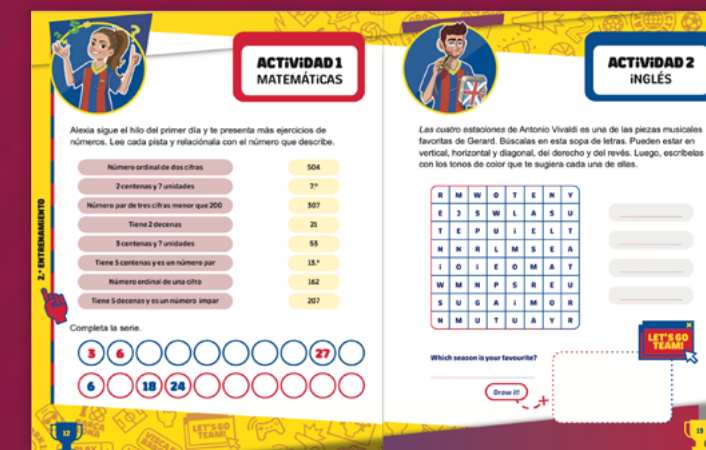 ACTIVIDAD 1
MATEMÁTICAS
Alexia sigue el hilo del primer día y te presenta más ejercicios de
números. Lee cada pista y relaciónala con el número que describe.
Número ordinal de dos cifras 504
2 centenas y 7 unidades 7.º
Número par de tres cifras menor que 200 307
Tiene 2 decenas 21
3 centenas y 7 unidades 53
Tiene 5 centenas y es un número par 13.º
Número ordinal de una cifra 162
Tiene 5 decenas y es un número impar 207
2.º ENTRENAMIENTO
Completa la serie.
3 6 27
6 18 24
12
LET'S GO
TEAM!
VISCA
ACTIVIDAD 2
INGLÉS
Las cuatro estaciones de Antonio Vivaldi es una de las piezas musicales
favoritas de Gerard. Búscalas en esta sopa de letras. Pueden estar en
vertical, horizontal y diagonal, del derecho y del revés. Luego, escríbelas
con los tonos de color que te sugiera cada una de ellas.
R M W O T E N Y
E J S W L A S U
T E P U i E L T
N N R L M S E A
i O i E O M A T
W M N P S R E U
S U G A i M O R
N M U T U A Y R
LET'S GO
TEAM!
Which season is your favourite?
Draw it!
13